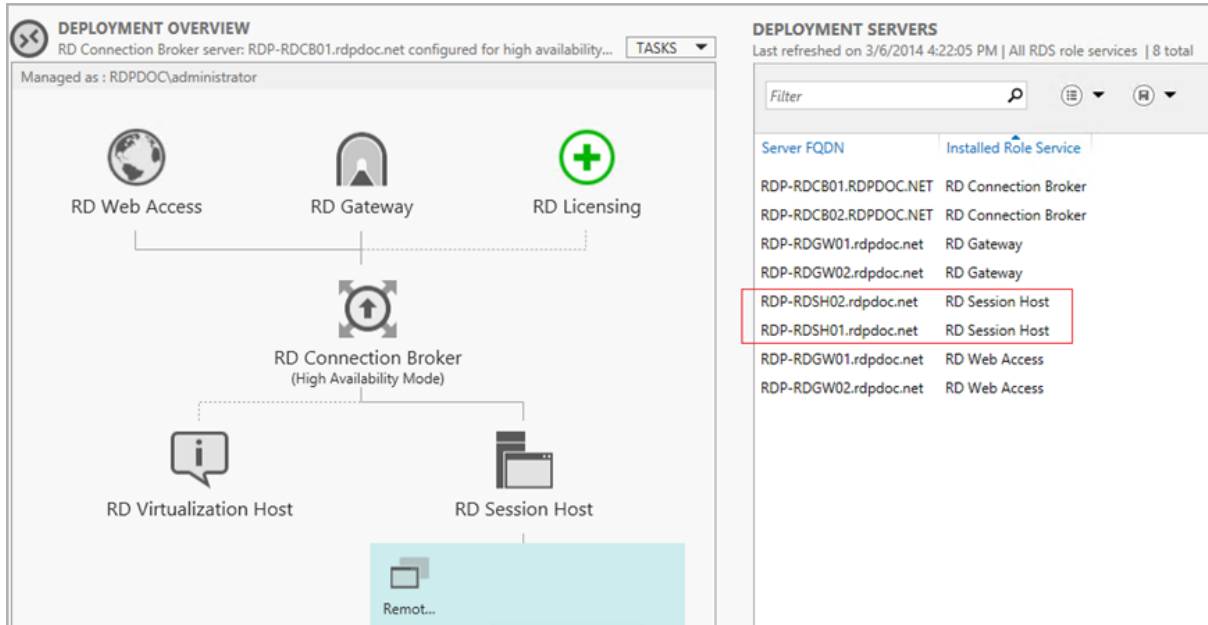 DEPLOYMENT OVERVIEW
RD Connection Broker server: RDP-RDCB01.rdpdoc.net configured for high availability...
TASKS
Managed as : RDPDOC\administrator
RD Web Access
RD Gateway
RD Licensing
RD Connection Broker
(High Availability Mode)
RD Virtualization Host
RD Session Host
Remot...
DEPLOYMENT SERVERS
Last refreshed on 3/6/2014 4:22:05 PM | All RDS role services | 8 total
Filter
Server FQDN Installed Role Service
RDP-RDCB01.RDPDOC.NET RD Connection Broker
RDP-RDCB02.RDPDOC.NET RD Connection Broker
RDP-RDGW01.rdpdoc.net RD Gateway
RDP-RDGW02.rdpdoc.net RD Gateway
RDP-RDSH02.rdpdoc.net RD Session Host
RDP-RDSH01.rdpdoc.net RD Session Host
RDP-RDGW01.rdpdoc.net RD Web Access
RDP-RDGW02.rdpdoc.net RD Web Access